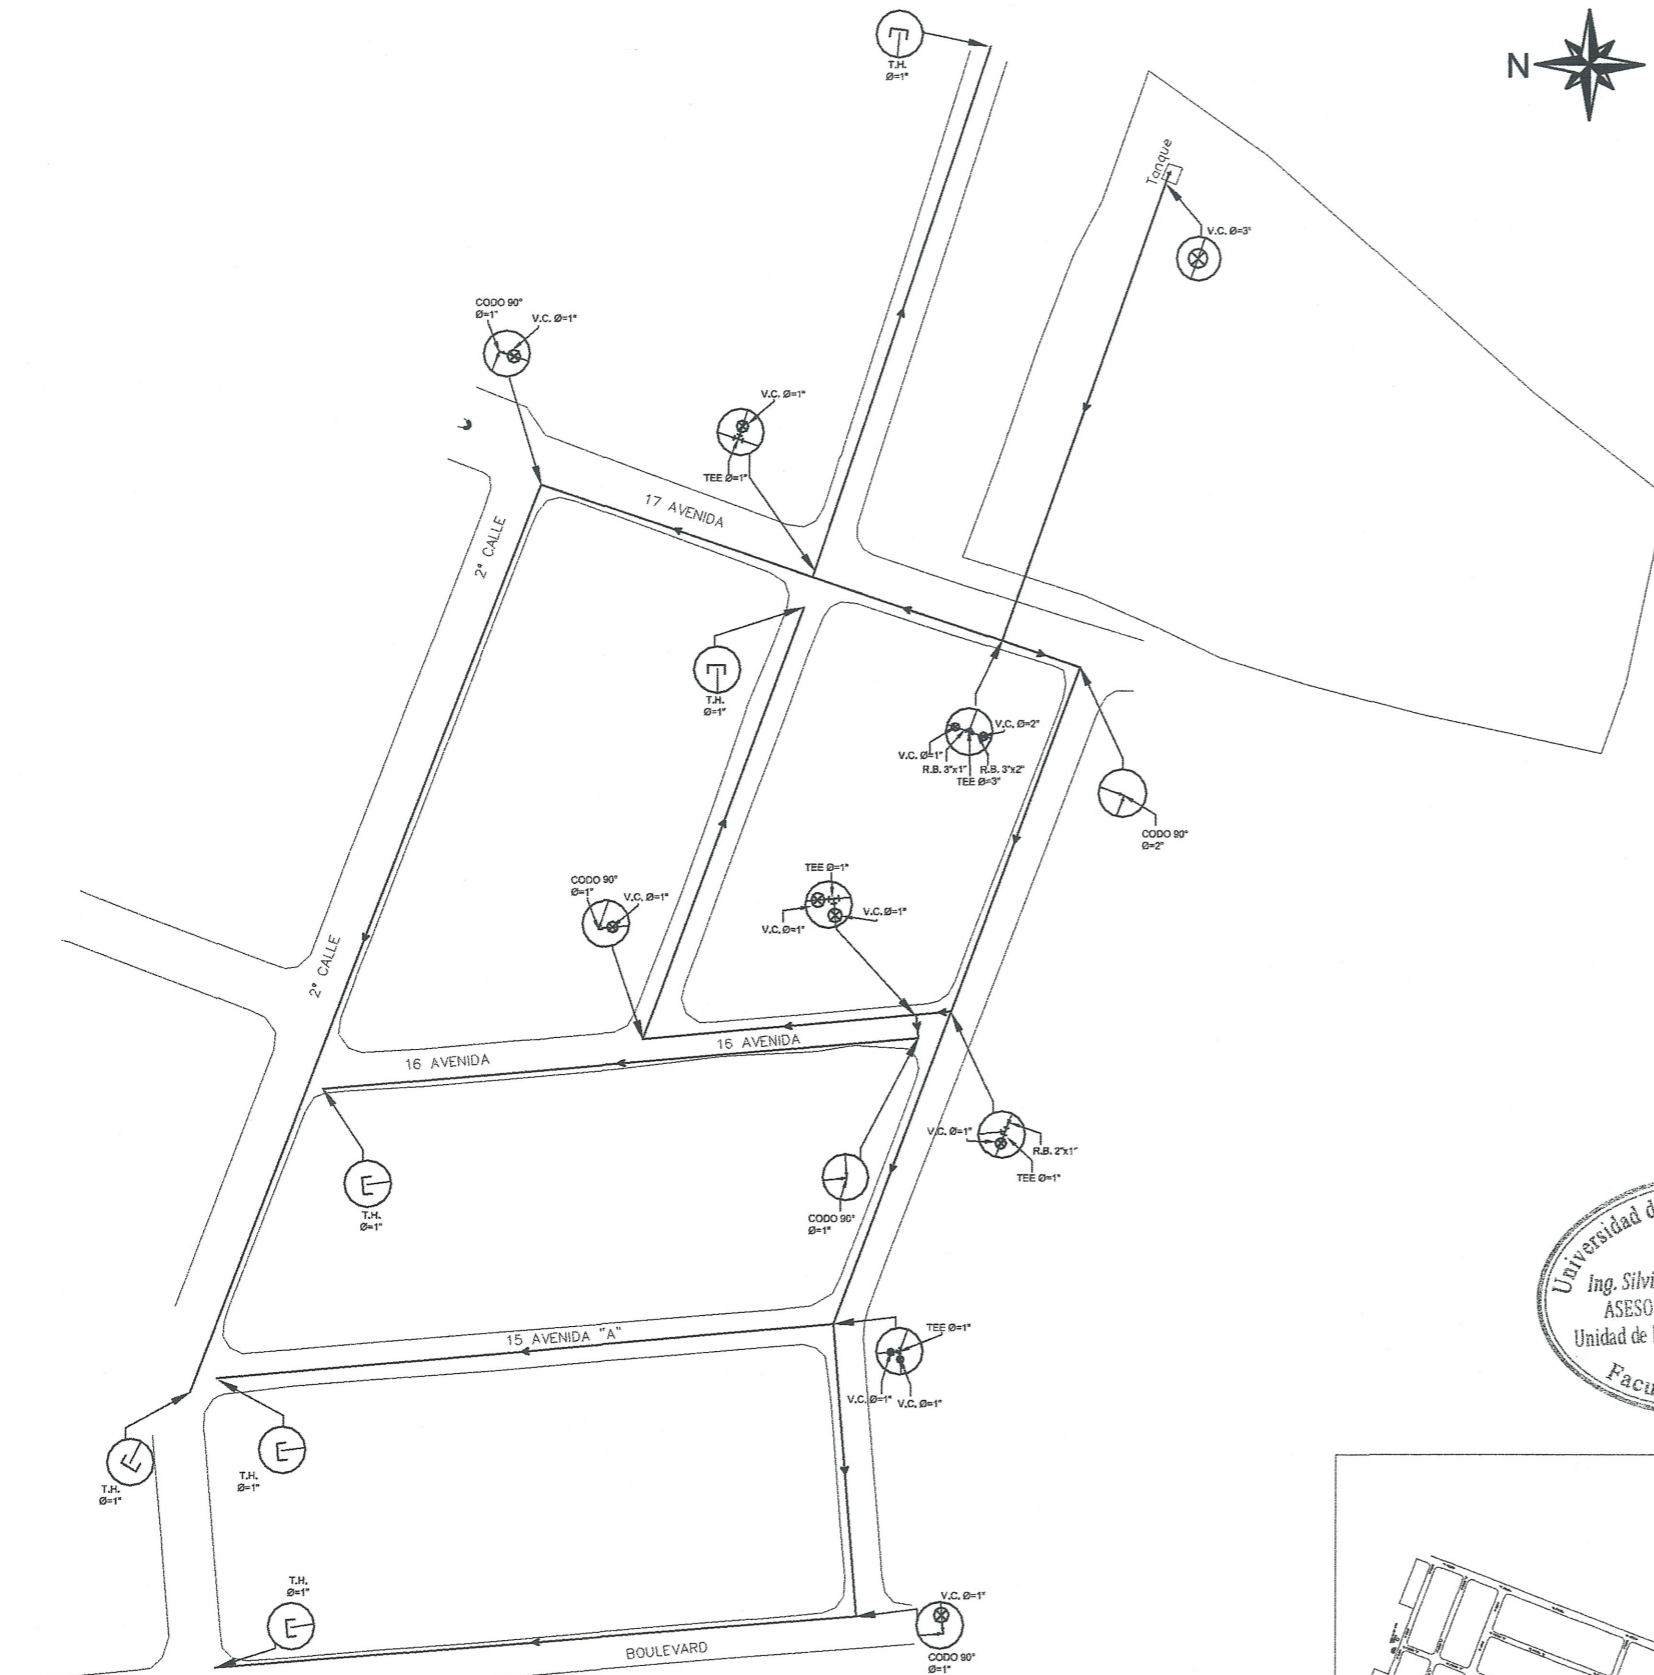 T.H.
Ø=1"
N
Tanque
V.C. Ø=3"
CODO 90°
Ø=1"
V.C. Ø=1"
V.C. Ø=1"
TEE Ø=1"
17 AVENIDA
2ª CALLE
T.H.
Ø=1"
V.C. Ø=2"
V.C. Ø=1"
R.B. 3"x1"
R.B. 3"x2"
TEE Ø=3"
CODO 90°
Ø=2"
CODO 90°
Ø=1"
V.C. Ø=1"
TEE Ø=1"
V.C. Ø=1"
V.C. Ø=1"
2ª CALLE
16 AVENIDA
16 AVENIDA
V.C. Ø=1"
R.B. 2"x1"
TEE Ø=1"
T.H.
Ø=1"
CODO 90°
Ø=1"
Universidad d
Ing. Silvi
ASESO
Unidad de
Facu
15 AVENIDA "A"
TEE Ø=1"
V.C. Ø=1"
V.C. Ø=1"
T.H.
Ø=1"
T.H.
Ø=1"
T.H.
Ø=1"
V.C. Ø=1"
BOULEVARD
CODO 90°
Ø=1"